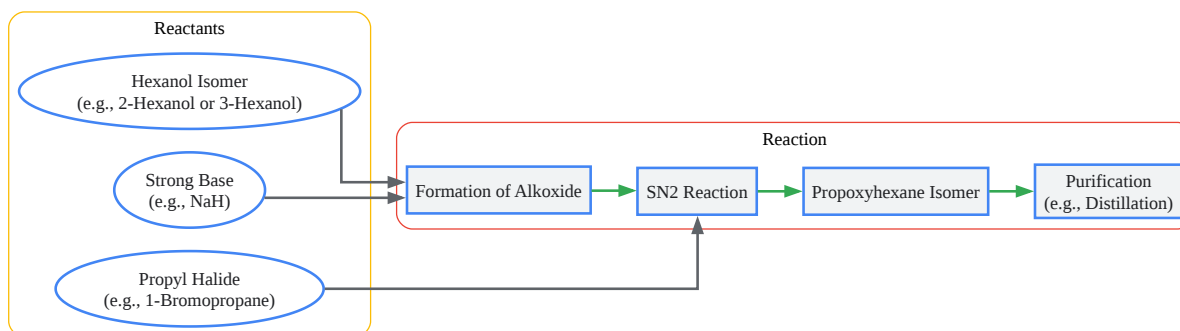 Reactants
Hexanol Isomer
(e.g., 2-Hexanol or 3-Hexanol)
Strong Base
(e.g., NaH)
Propyl Halide
(e.g., 1-Bromopropane)
Reaction
Formation of Alkoxide
SN2 Reaction
Propoxyhexane Isomer
Purification
(e.g., Distillation)